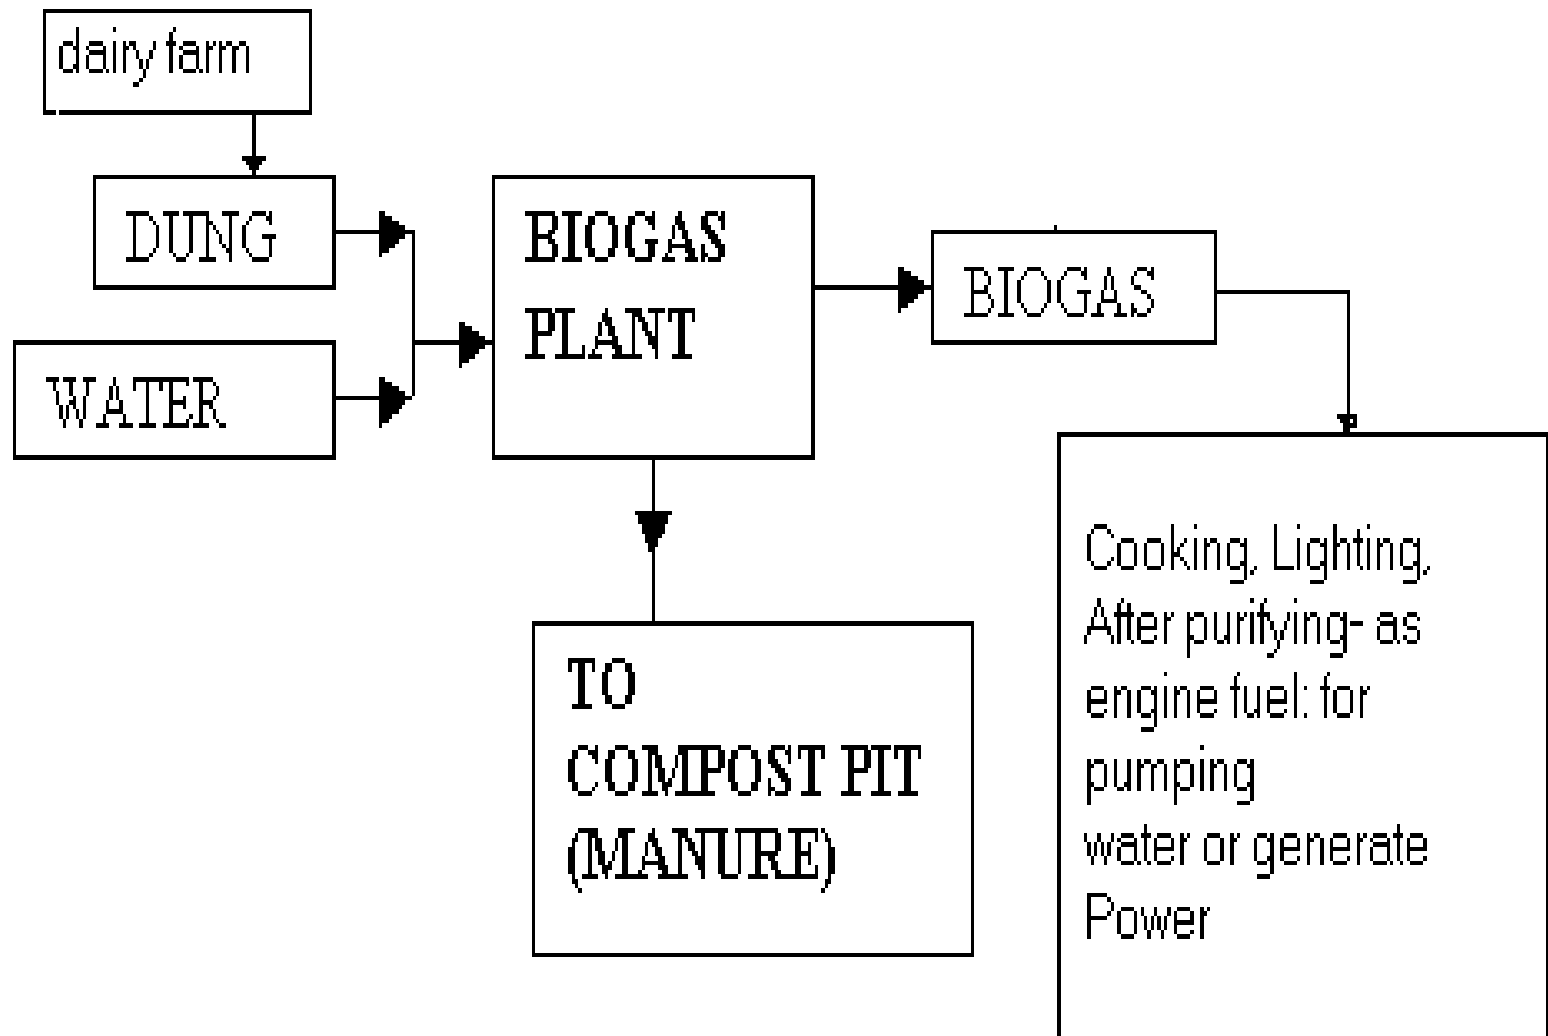 dairy farm
DUNG
WATER
BIOGAS
PLANT
BIOGAS
TO
COMPOST PIT
(MANURE)
Cooking, Lighting,
After purifying- as
engine fuel: for
pumping
water or generate
Power